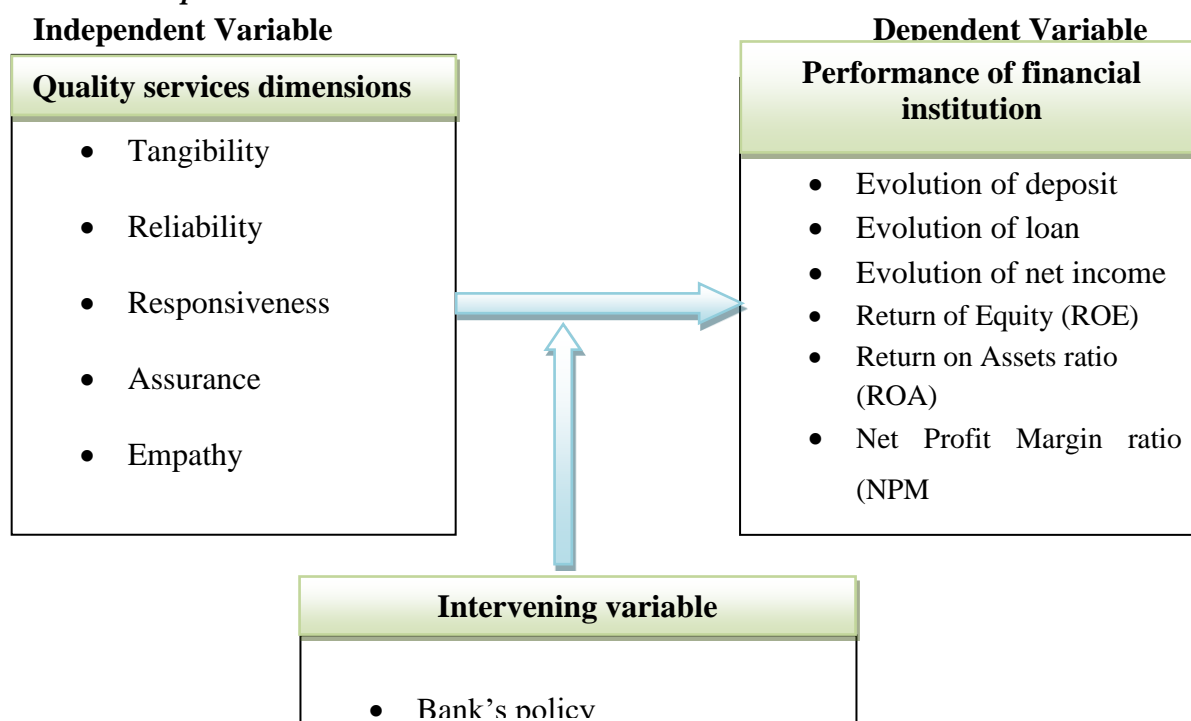 Independent Variable
Dependent Variable
Quality services dimensions
• Tangibility
• Reliability
• Responsiveness
• Assurance
• Empathy
Performance of financial
institution
• Evolution of deposit
• Evolution of loan
• Evolution of net income
• Return of Equity (ROE)
• Return on Assets ratio
(ROA)
• Net Profit Margin ratio
(NPM
Intervening variable
• Bank's policy